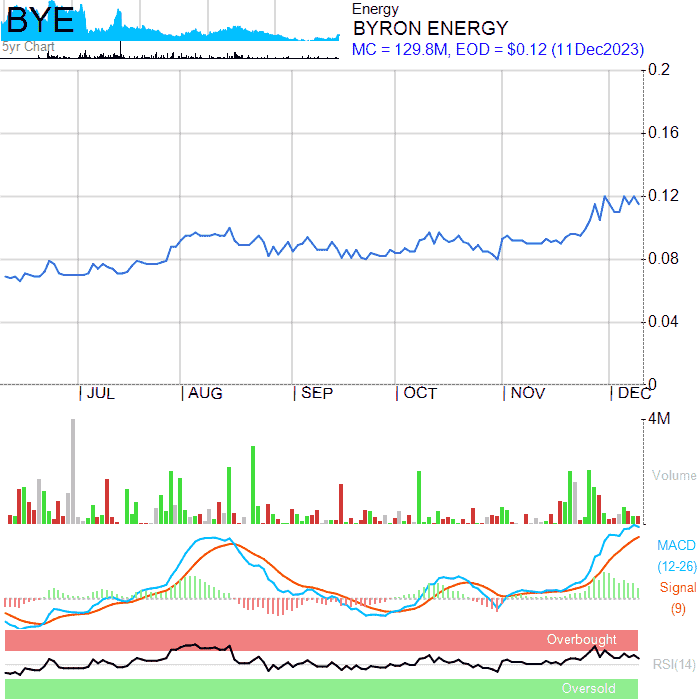 BYE
5yr Chart
Energy
BYRON ENERGY
MC = 129.8M, EOD = $0.12 (11Dec2023)
0.2
0.16
0.12
0.08
0.04
0
JUL AUG SEP OCT NOV DEC
4M
Volume
MACD
(12-26)
Signal
(9)
Overbought
RSI(14)
Oversold